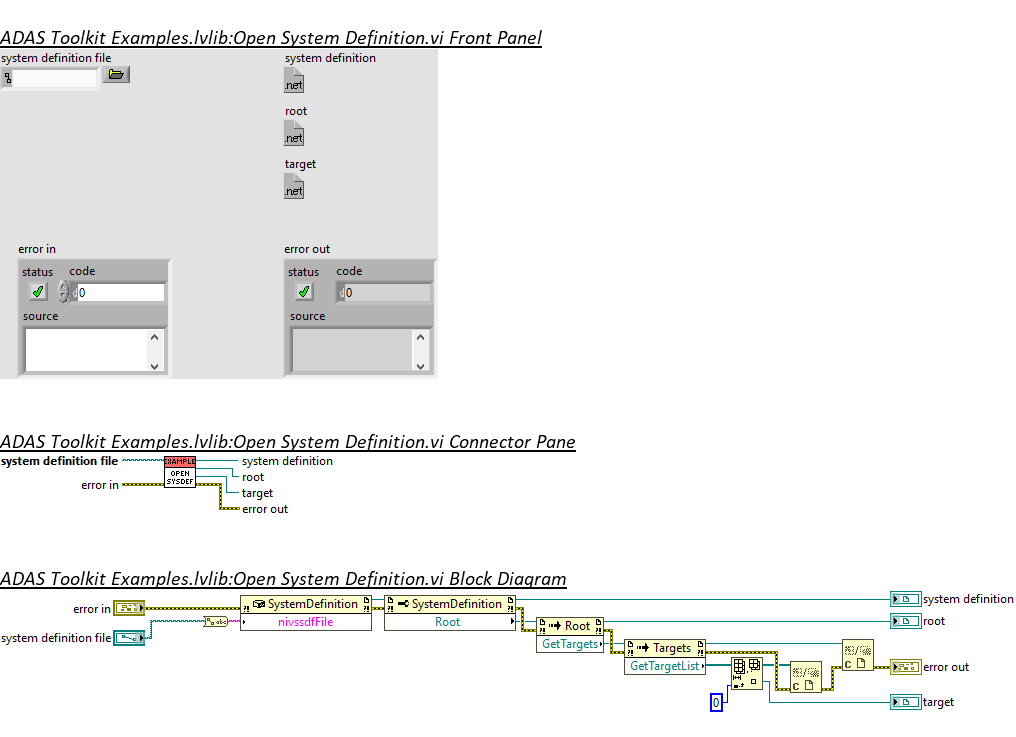 ADAS Toolkit Examples.lvlib:Open System Definition.vi Front Panel
system definition file
system definition
.net
root
.net
target
.net
error in
error out
status code
status code
0
d0
source
source
ADAS Toolkit Examples.lvlib:Open System Definition.vi Connector Pane
system definition file
EXAMPLE
OPEN
SYSDEF
system definition
root
error in
target
error out
ADAS Toolkit Examples.lvlib:Open System Definition.vi Block Diagram
error in
SystemDefinition
SystemDefinition
system definition
system definition file
abc
nivssdfFile
Root
root
Root
GetTargets
Targets
GetTargetList
error out
0
target